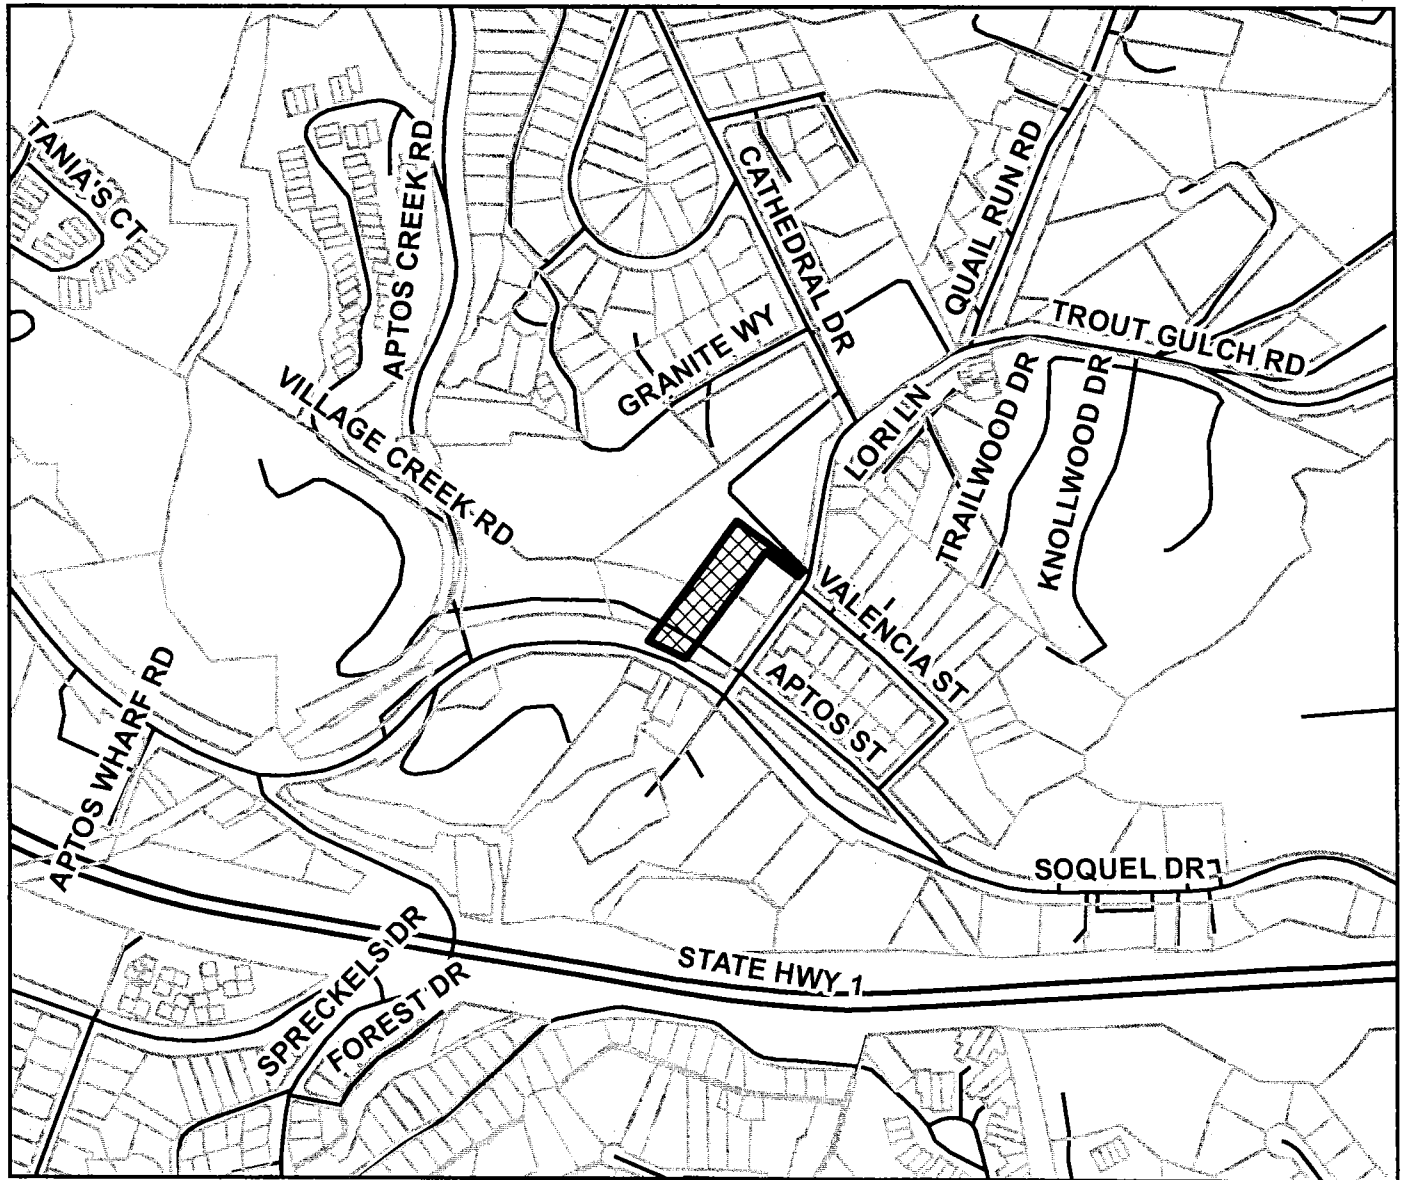 TANIA'S CT
APTOS CREEK RD
CATHEDRAL DR
QUAIL RUN RD
TROUT GULCH RD
GRANITE WY
VILLAGE CREEK RD
LORI LN
TRAILWOOD DR
KNOLLWOOD DR
VALENCIA ST
APTOS ST
APTOS WHARF RD
SOQUEL DR
STATE HWY 1
SPRECKELS DR
FOREST DR